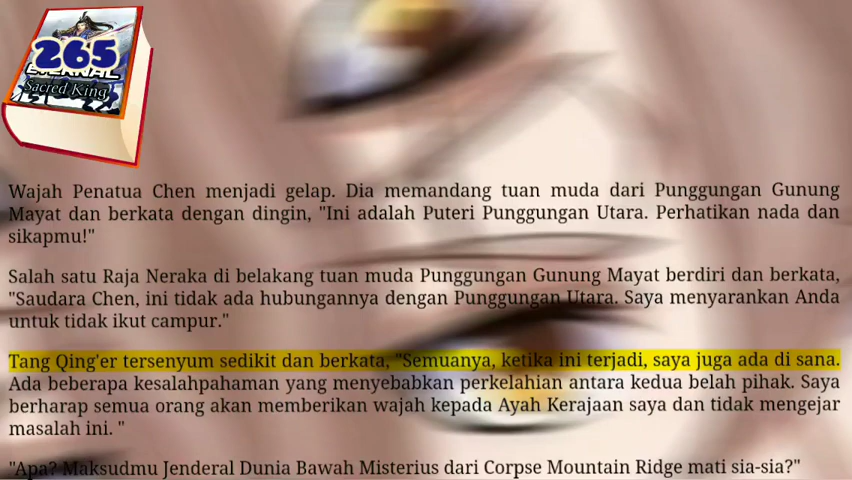 265
ETERNAL
Sacred King
Wajah Penatua Chen menjadi gelap. Dia memandang tuan muda dari Punggungan Gunung
Mayat dan berkata dengan dingin, "Ini adalah Puteri Punggungan Utara. Perhatikan nada dan
sikapmu!"
Salah satu Raja Neraka di belakang tuan muda Punggungan Gunung Mayat berdiri dan berkata,
"Saudara Chen, ini tidak ada hubungannya dengan Punggungan Utara. Saya menyarankan Anda
untuk tidak ikut campur."
Tang Qing'er tersenyum sedikit dan berkata, "Semuanya, ketika ini terjadi, saya juga ada di sana.
Ada beberapa kesalahpahaman yang menyebabkan perkelahian antara kedua belah pihak. Saya
berharap semua orang akan memberikan wajah kepada Ayah Kerajaan saya dan tidak mengejar
masalah ini. "
"Apa? Maksudmu Jenderal Dunia Bawah Misterius dari Corpse Mountain Ridge mati sia-sia?"